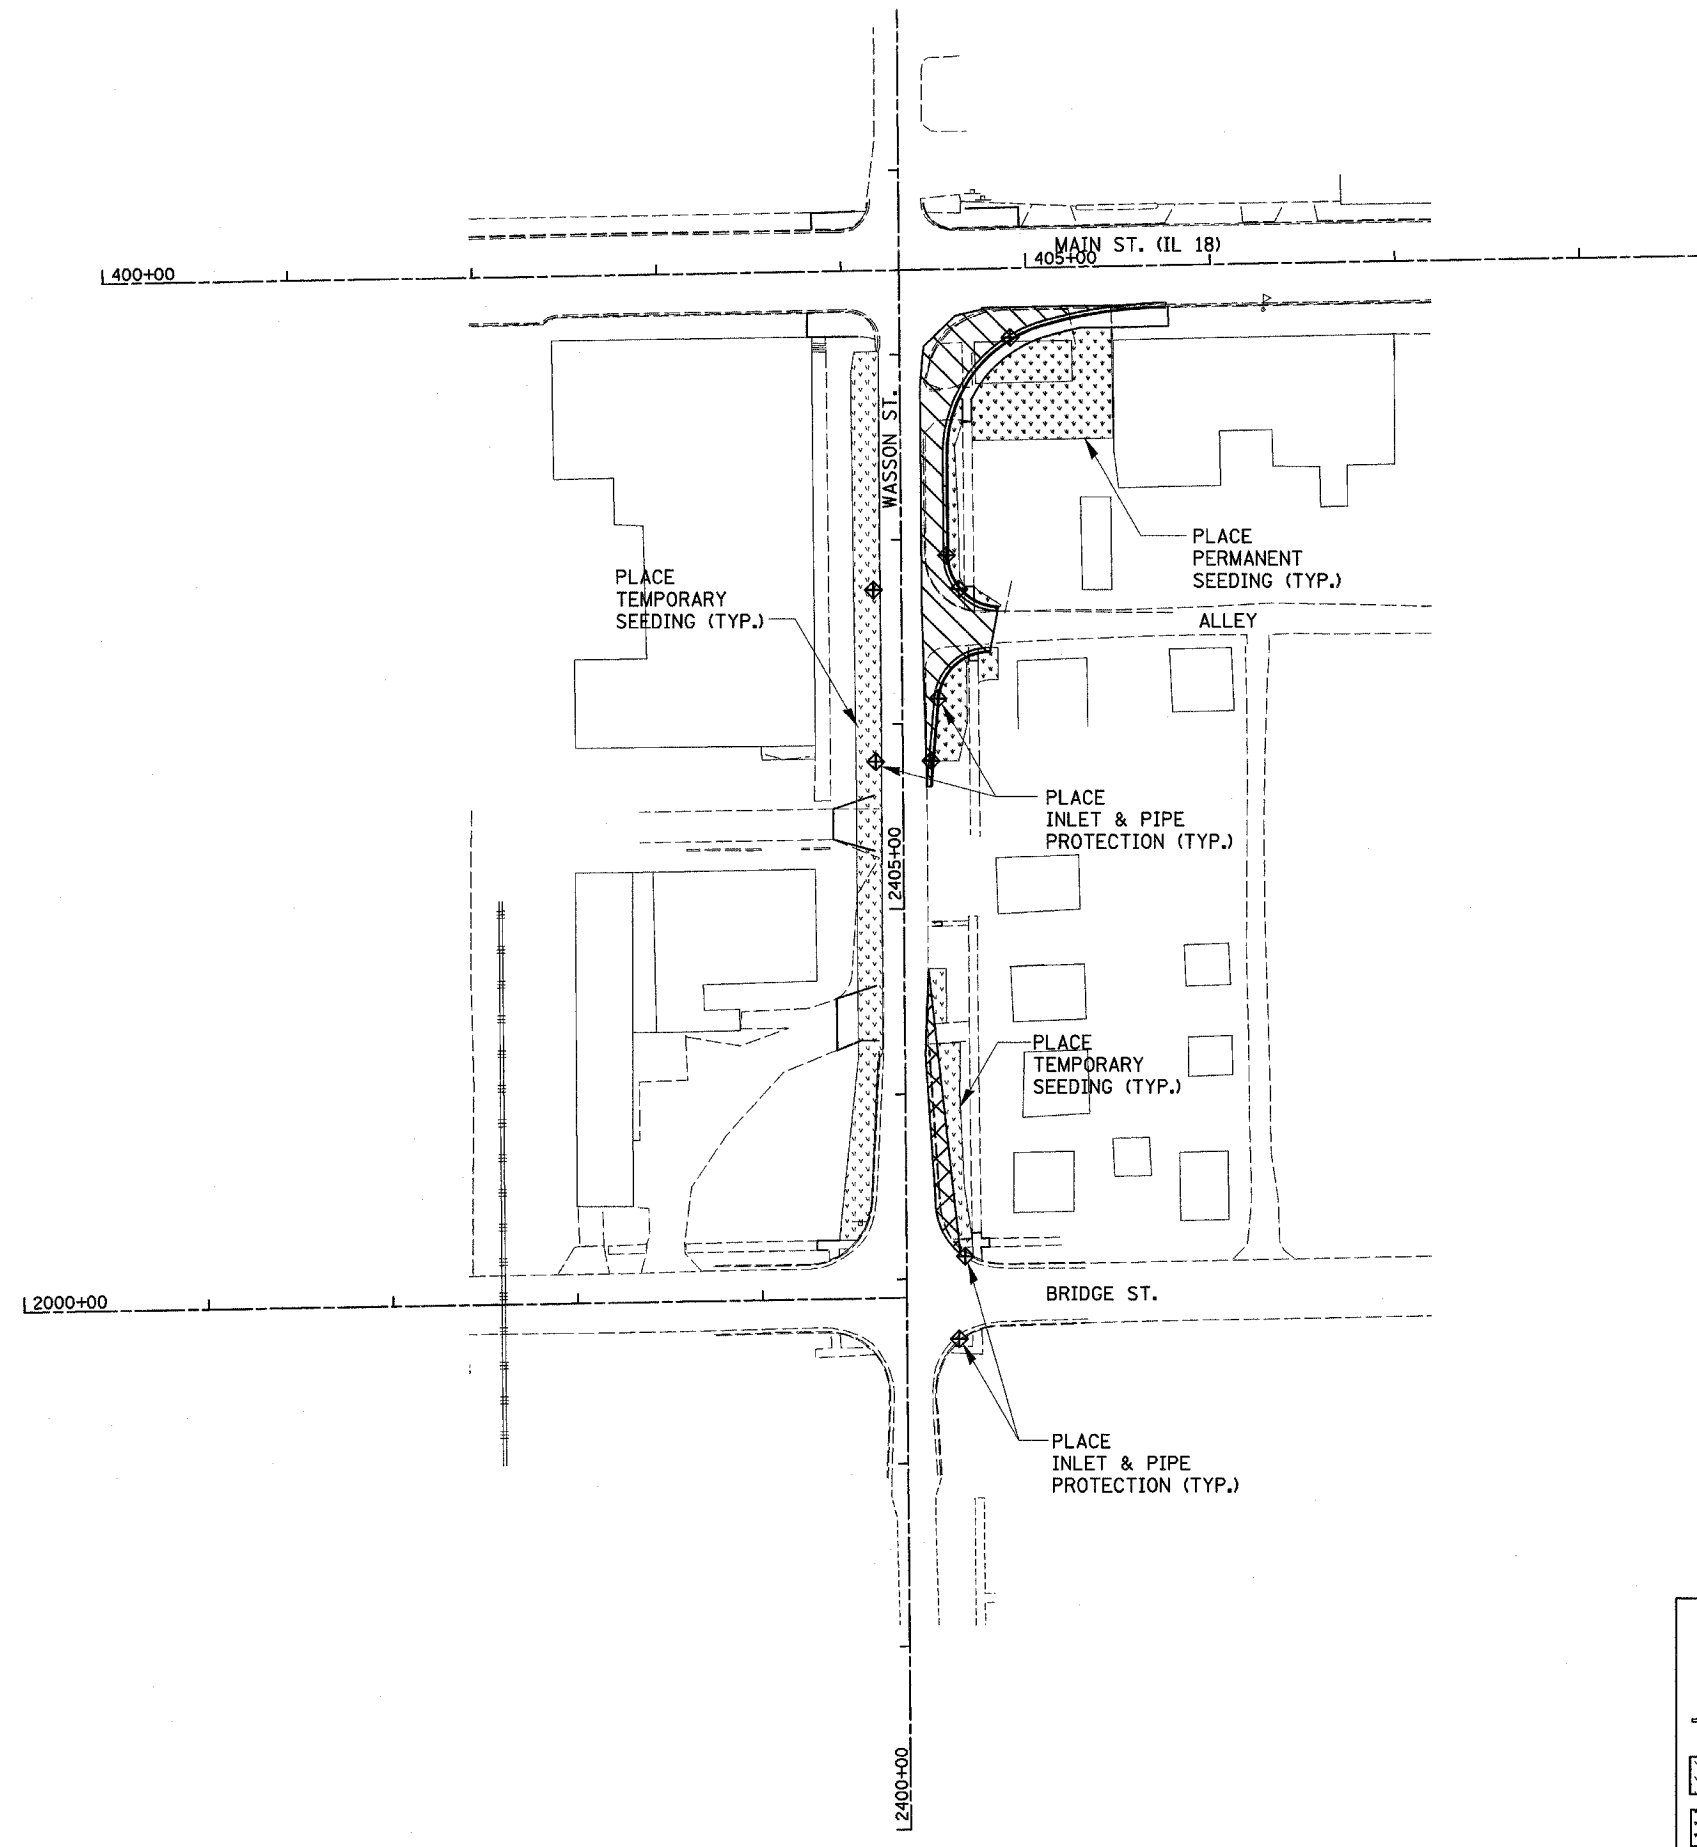 MAIN ST. (IL 18)
400+00
405+00
WASSON ST.
PLACE
PERMANENT
SEEDING (TYP.)
PLACE
TEMPORARY
SEEDING (TYP.)
ALLEY
PLACE
INLET & PIPE
PROTECTION (TYP.)
2405+00
PLACE
TEMPORARY
SEEDING (TYP.)
2000+00
BRIDGE ST.
PLACE
INLET & PIPE
PROTECTION (TYP.)
2400+00